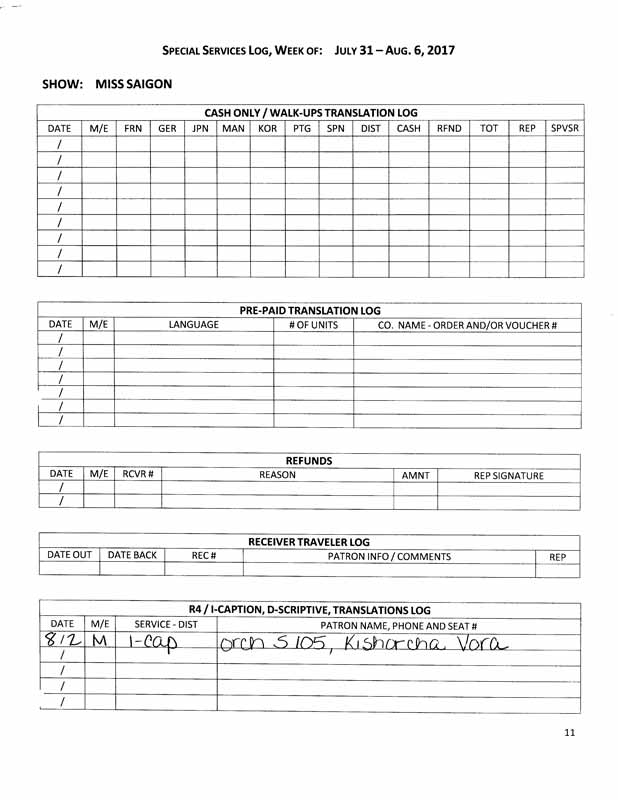 SPECIAL SERVICES LOG, WEEK OF: JULY 31 – AUG. 6, 2017
SHOW: MISS SAIGON
CASH ONLY / WALK-UPS TRANSLATION LOG
DATE M/E FRN GER JPN MAN KOR PTG SPN DIST CASH RFND TOT REP SPVSR
/
/
/
/
/
/
/
/
/
PRE-PAID TRANSLATION LOG
DATE M/E LANGUAGE # OF UNITS CO. NAME - ORDER AND/OR VOUCHER #
/
/
/
/
/
/
/
REFUNDS
DATE M/E RCVR # REASON AMNT REP SIGNATURE
/
/
RECEIVER TRAVELER LOG
DATE OUT DATE BACK REC # PATRON INFO / COMMENTS REP
R4 / I-CAPTION, D-SCRIPTIVE, TRANSLATIONS LOG
DATE M/E SERVICE - DIST PATRON NAME, PHONE AND SEAT #
8/2 M I-Cap orch S 105, Kishorcha Vora
/
/
/
/
11